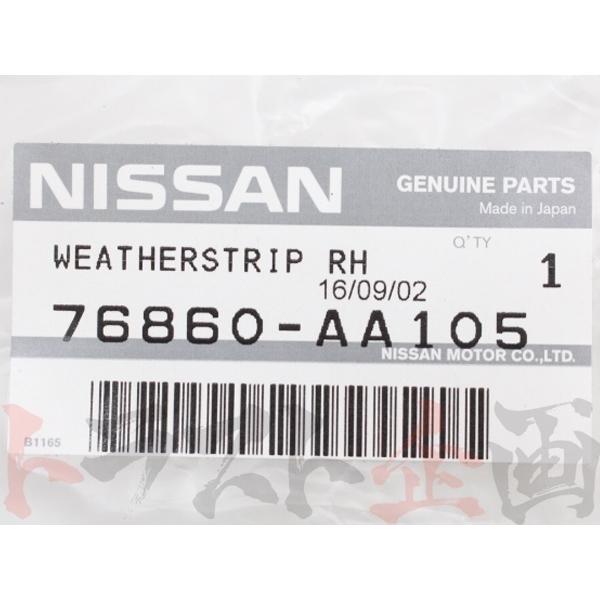 NISSAN
GENUINE PARTS
Made in Japan
Q'TY
WEATHERSTRIP RH
1
16/09/02
76860-AA105
NISSAN MOTOR CO.,LTD.
B1165
トラスト企画